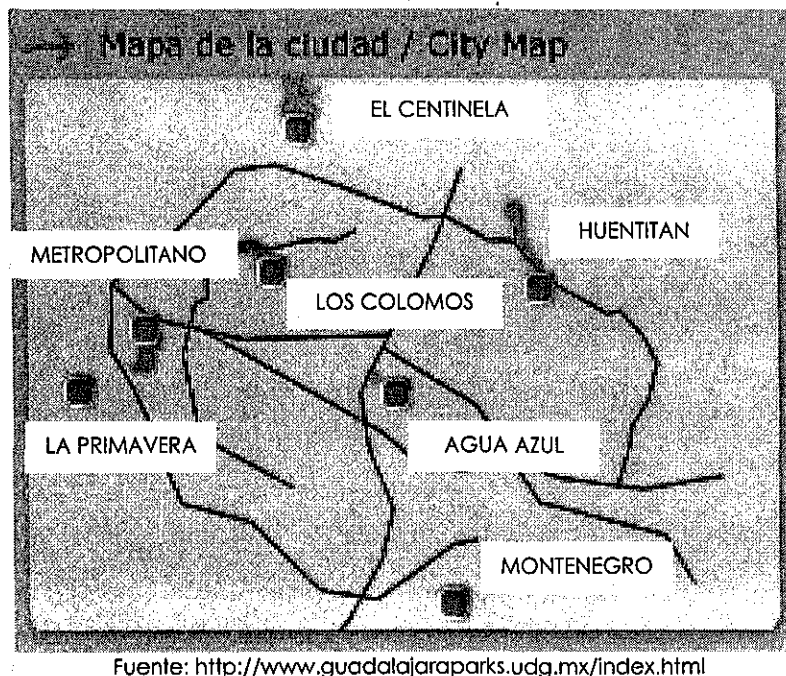 Mapa de la ciudad / City Map
EL CENTINELA
HUENTITAN
METROPOLITANO
LOS COLOMOS
LA PRIMAVERA
AGUA AZUL
MONTENEGRO
Fuente: http://www.guadalajaraparks.udg.mx/index.html